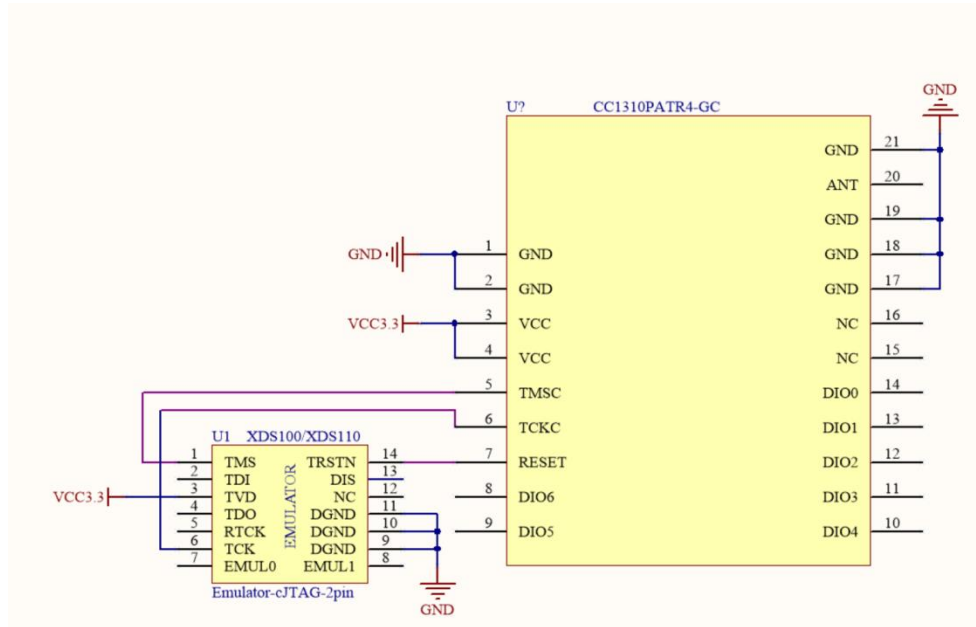 GND
U? CC1310PATR4-GC
GND 21
ANT 20
GND 19
GND 1 GND GND 18
2 GND GND 17
VCC3.3 3 VCC NC 16
4 VCC NC 15
5 TMSC DIO0 14
6 TCKC DIO1 13
U1 XDS100/XDS110
1 TMS TRSTN 14 7 RESET DIO2 12
2 TDI DIS 13
VCC3.3 3 TVD NC 12 8 DIO6 DIO3 11
4 TDO DGND 11
5 RTCK DGND 10 9 DIO5 DIO4 10
6 TCK DGND 9
7 EMUL0 EMUL1 8
EMULATOR
Emulator-cJTAG-2pin
GND